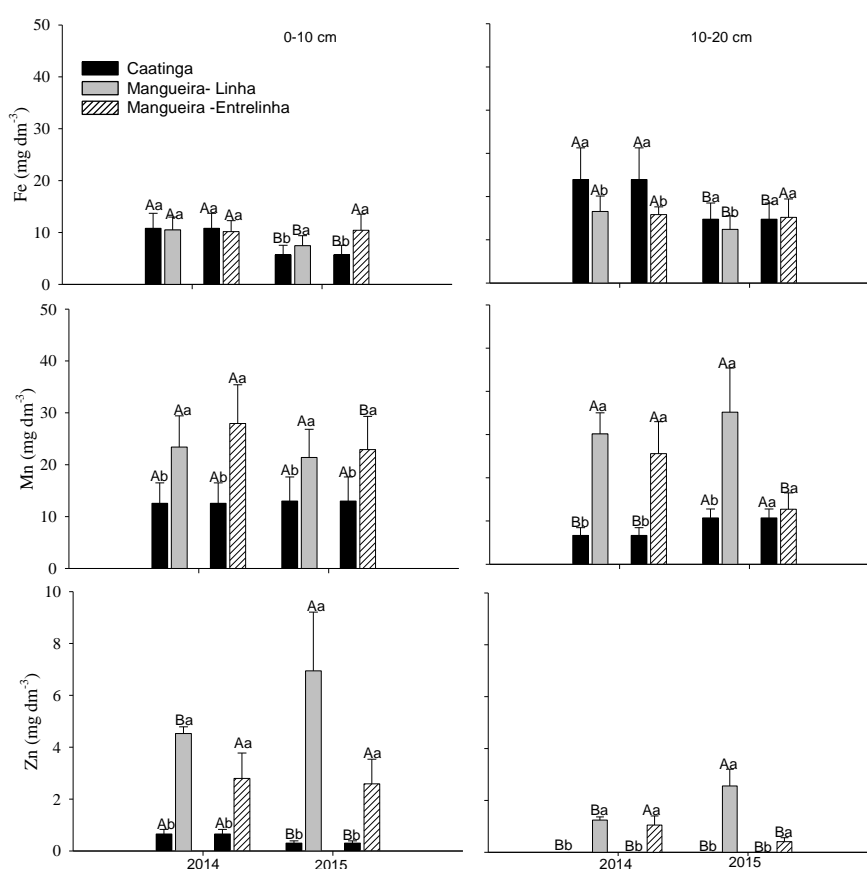 50
40
30
20
10
0
Fe (mg dm-3)
0-10 cm
Caatinga
Mangueira- Linha
Mangueira -Entrelinha
Aa Aa Aa Aa Bb Ba Bb Aa
10-20 cm
Aa Ab Aa Ab Ba Bb Ba Aa
50
40
30
20
10
0
Mn (mg dm-3)
Ab Aa Ab Aa Ab Aa Ab Ba
Bb Aa Bb Aa Ab Aa Aa Ba
10
8
6
4
2
0
Zn (mg dm-3)
Ab Ba Ab Aa Bb Aa Bb Aa
2014 2015
Bb Ba Bb Aa Bb Aa Bb Ba
2014 2015